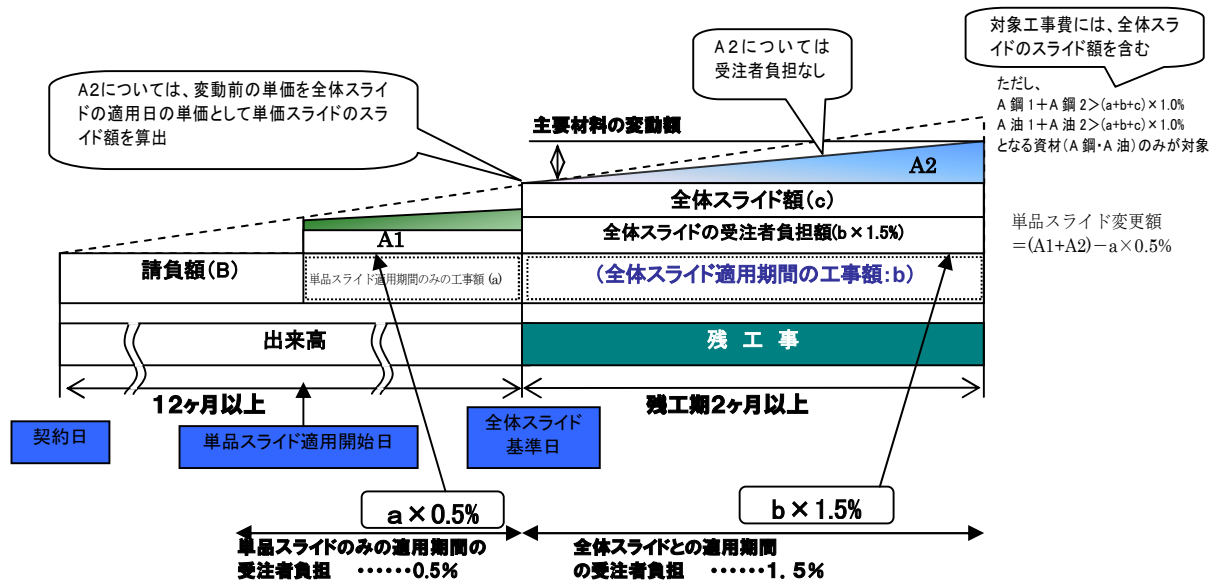 A2については、変動前の単価を全体スライ
ドの適用日の単価として単価スライドのスラ
イド額を算出
A2については
受注者負担なし
対象工事費には、全体スラ
イドのスライド額を含む
ただし、
A 鋼 1+A 鋼 2>(a+b+c)×1.0%
A 油 1+A 油 2>(a+b+c)×1.0%
となる資材(A 鋼・A 油)のみが対象
主要材料の変動額
A2
全体スライド額(c)
全体スライドの受注者負担額(b×1.5%)
単品スライド変更額
=(A1+A2)-a×0.5%
A1
請負額(B)
単品スライド適用期間のみの工事額 (a)
(全体スライド適用期間の工事額:b)
出来高
残 工 事
12ヶ月以上
残工期2ヶ月以上
契約日
単品スライド適用開始日
全体スライド
基準日
a×0.5%
b×1.5%
単品スライドのみの適用期間の
受注者負担 ‥‥‥0.5%
全体スライドとの適用期間
の受注者負担 ‥‥‥1.5%